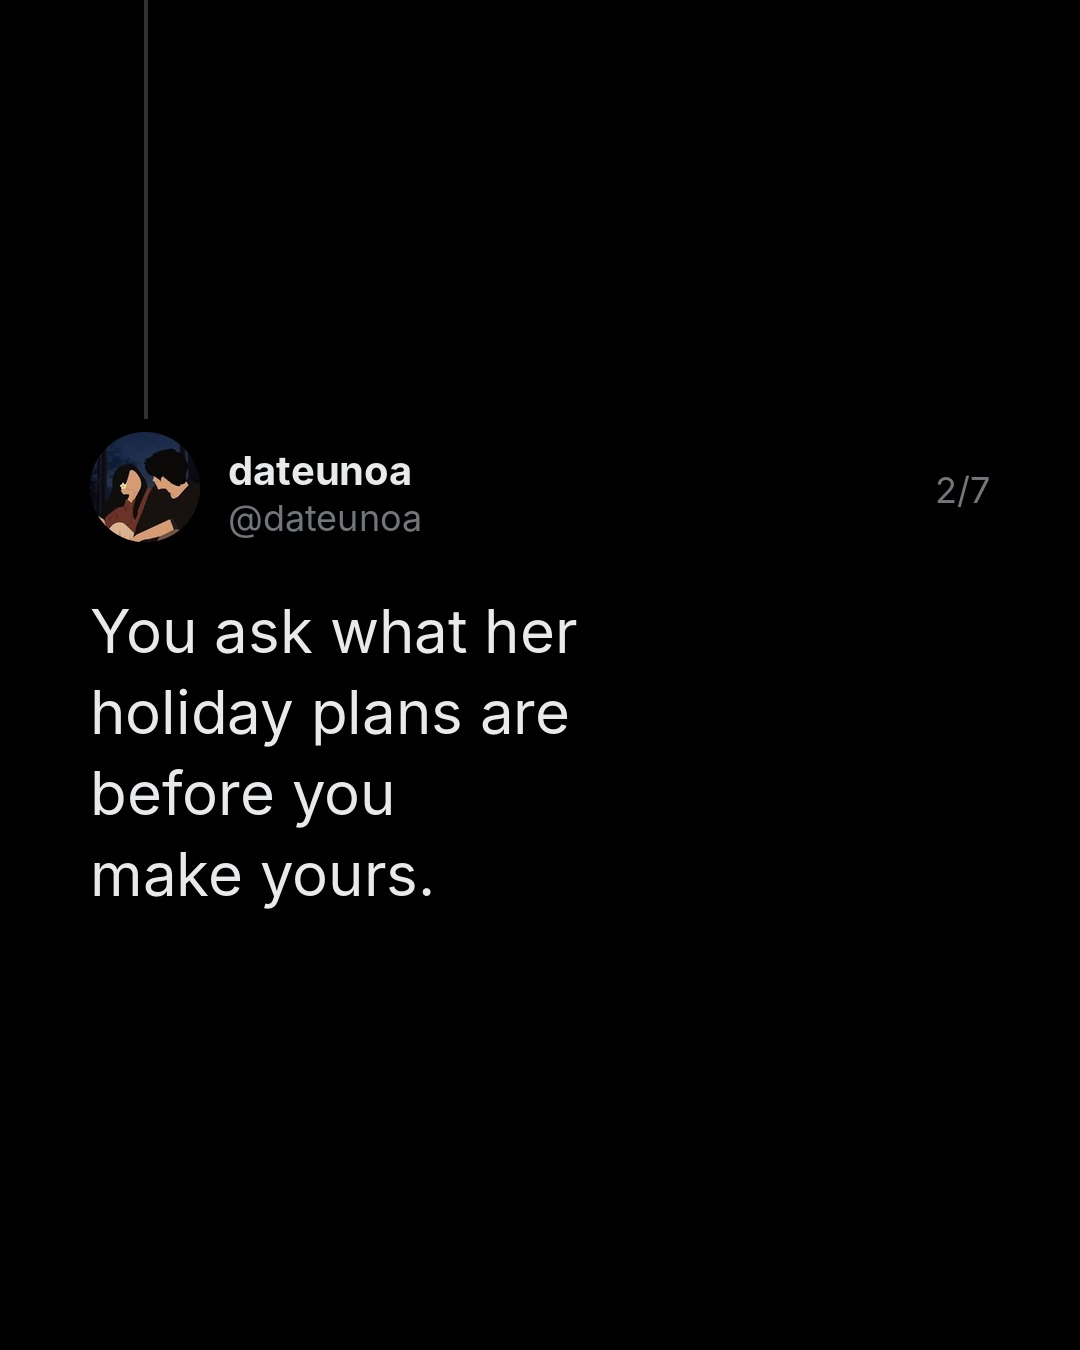 dateunoa
@dateunoa
2/7
You ask what her
holiday plans are
before you
make yours.